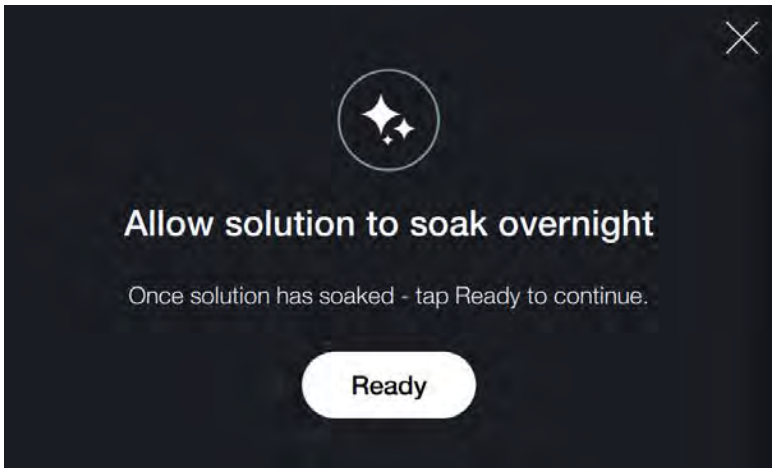 Allow solution to soak overnight
Once solution has soaked - tap Ready to continue.
Ready